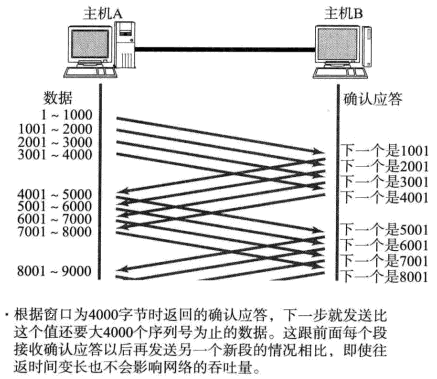 主机A
主机B
数据
确认应答
1 ~ 1000
1001 ~ 2000
2001 ~ 3000
3001 ~ 4000
下一个是1001
下一个是2001
下一个是3001
下一个是4001
4001 ~ 5000
5001 ~ 6000
6001 ~ 7000
7001 ~ 8000
下一个是5001
下一个是6001
下一个是7001
下一个是8001
8001 ~ 9000
·根据窗口为4000字节时返回的确认应答，下一步就发送比
这个值还要大4000个序列号为止的数据。这跟前面每个段
接收确认应答以后再发送另一个新段的情况相比，即使往
返时间变长也不会影响网络的吞吐量。